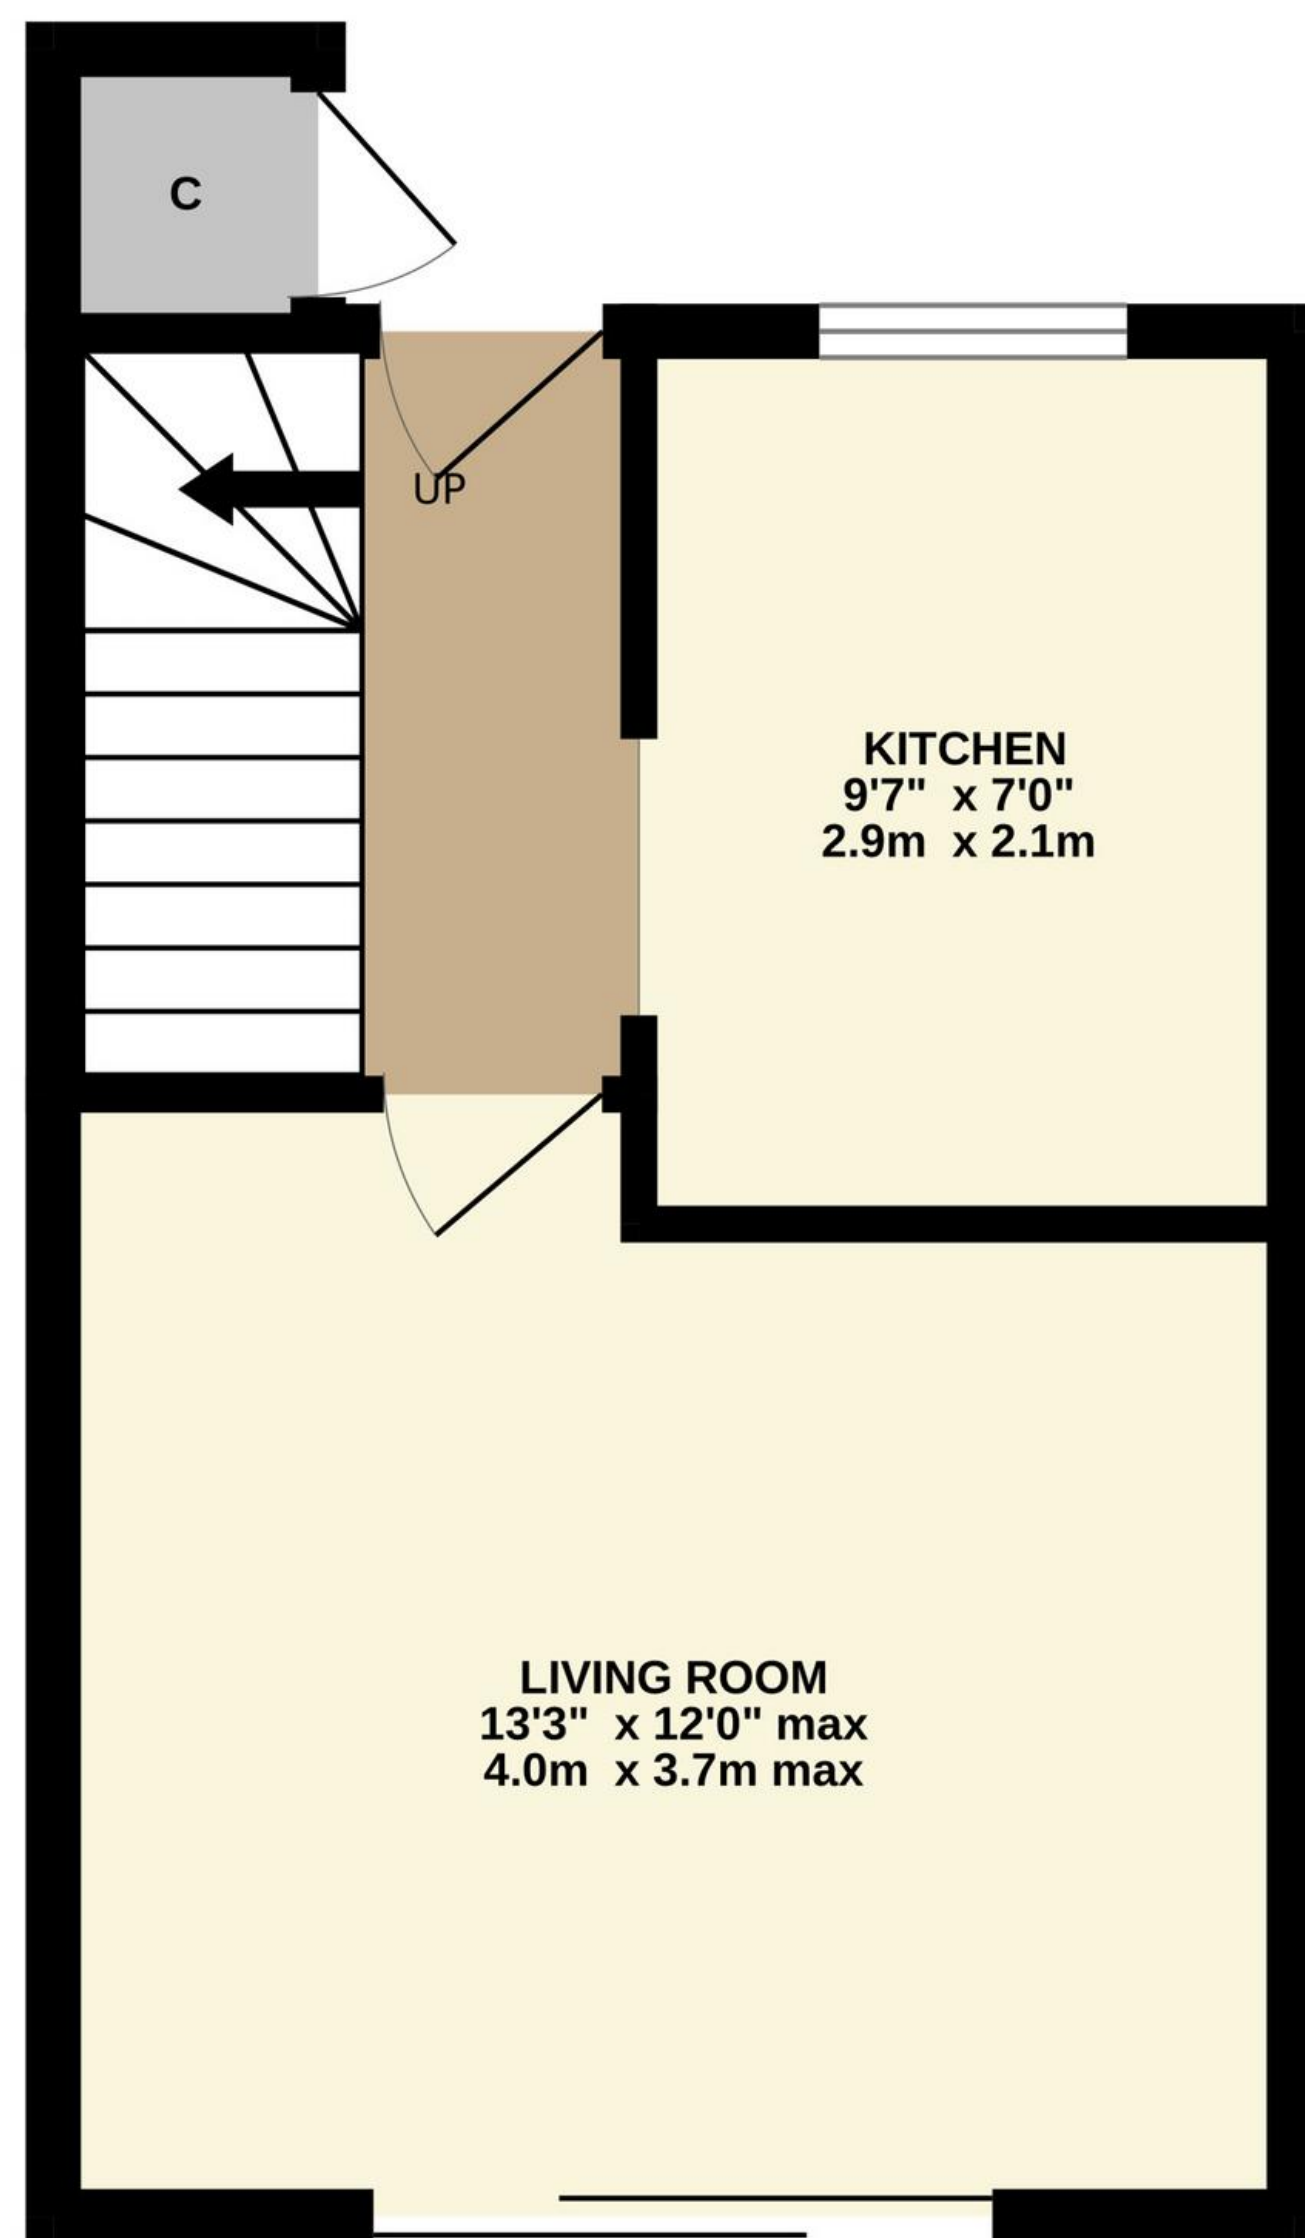 C
UP
KITCHEN
9'7" x 7'0"
2.9m x 2.1m
LIVING ROOM
13'3" x 12'0" max
4.0m x 3.7m max